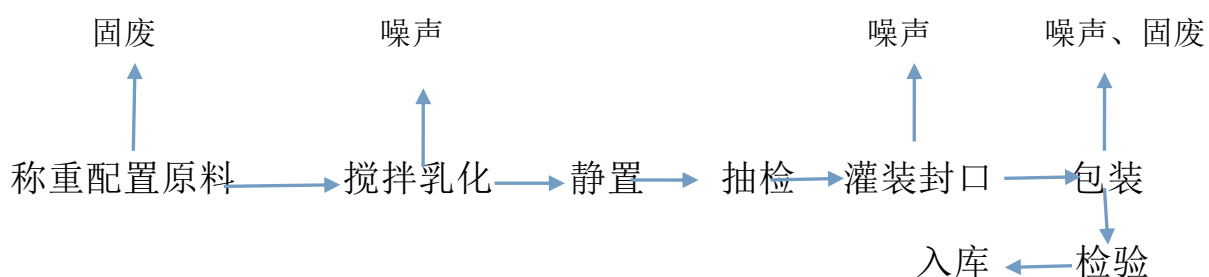 固废 噪声 噪声 噪声、固废
称重配置原料 搅拌乳化 静置 抽检 灌装封口 包装
入库 检验